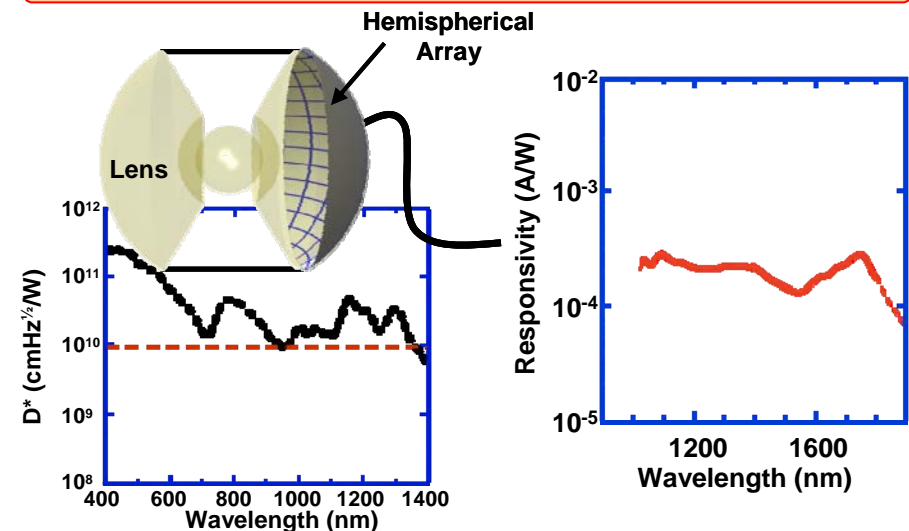 Hemispherical
Array
Lens
D* (cmHz½/W)
10¹²
10¹¹
10¹⁰
10⁹
10⁸
400 600 800 1000 1200 1400
Wavelength (nm)
Responsivity (A/W)
10⁻²
10⁻³
10⁻⁴
10⁻⁵
1200 1600
Wavelength (nm)